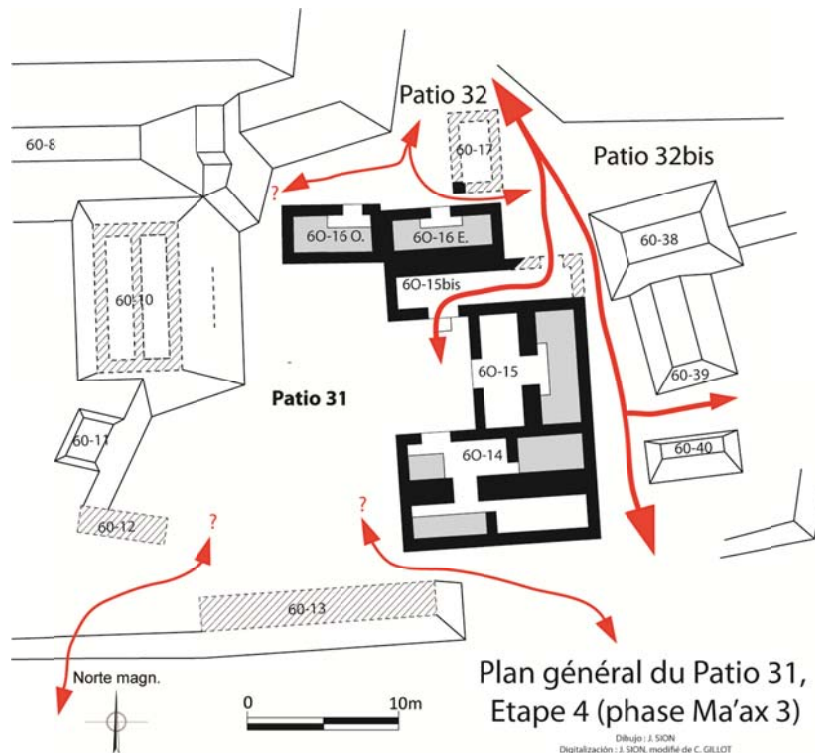 Patio 32
60-8
60-17
Patio 32bis
?
6O-16 O.
6O-16 E.
60-38
60-10
6O-15bis
6O-15
60-39
Patio 31
60-11
6O-14
60-40
60-12
?
?
60-13
Norte magn.
0
10m
Plan général du Patio 31,
Etape 4 (phase Ma'ax 3)
Dibujo : J. SION
Digitalización : J. SION, modifié de C. GILLOT